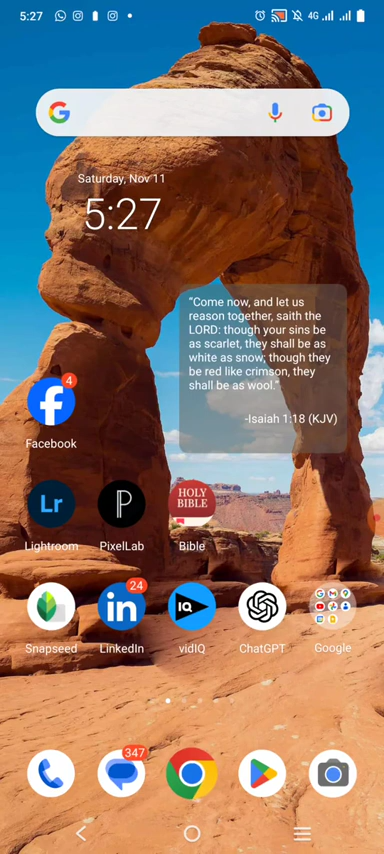 5:27
4G
Saturday, Nov 11
5:27
“Come now, and let us
reason together, saith the
LORD: though your sins be
as scarlet, they shall be as
white as snow; though they
be red like crimson, they
shall be as wool.”
-Isaiah 1:18 (KJV)
4
Facebook
Lr
HOLY
BIBLE
Lightroom PixelLab Bible
24
in IQ
Snapseed LinkedIn vidIQ ChatGPT Google
347